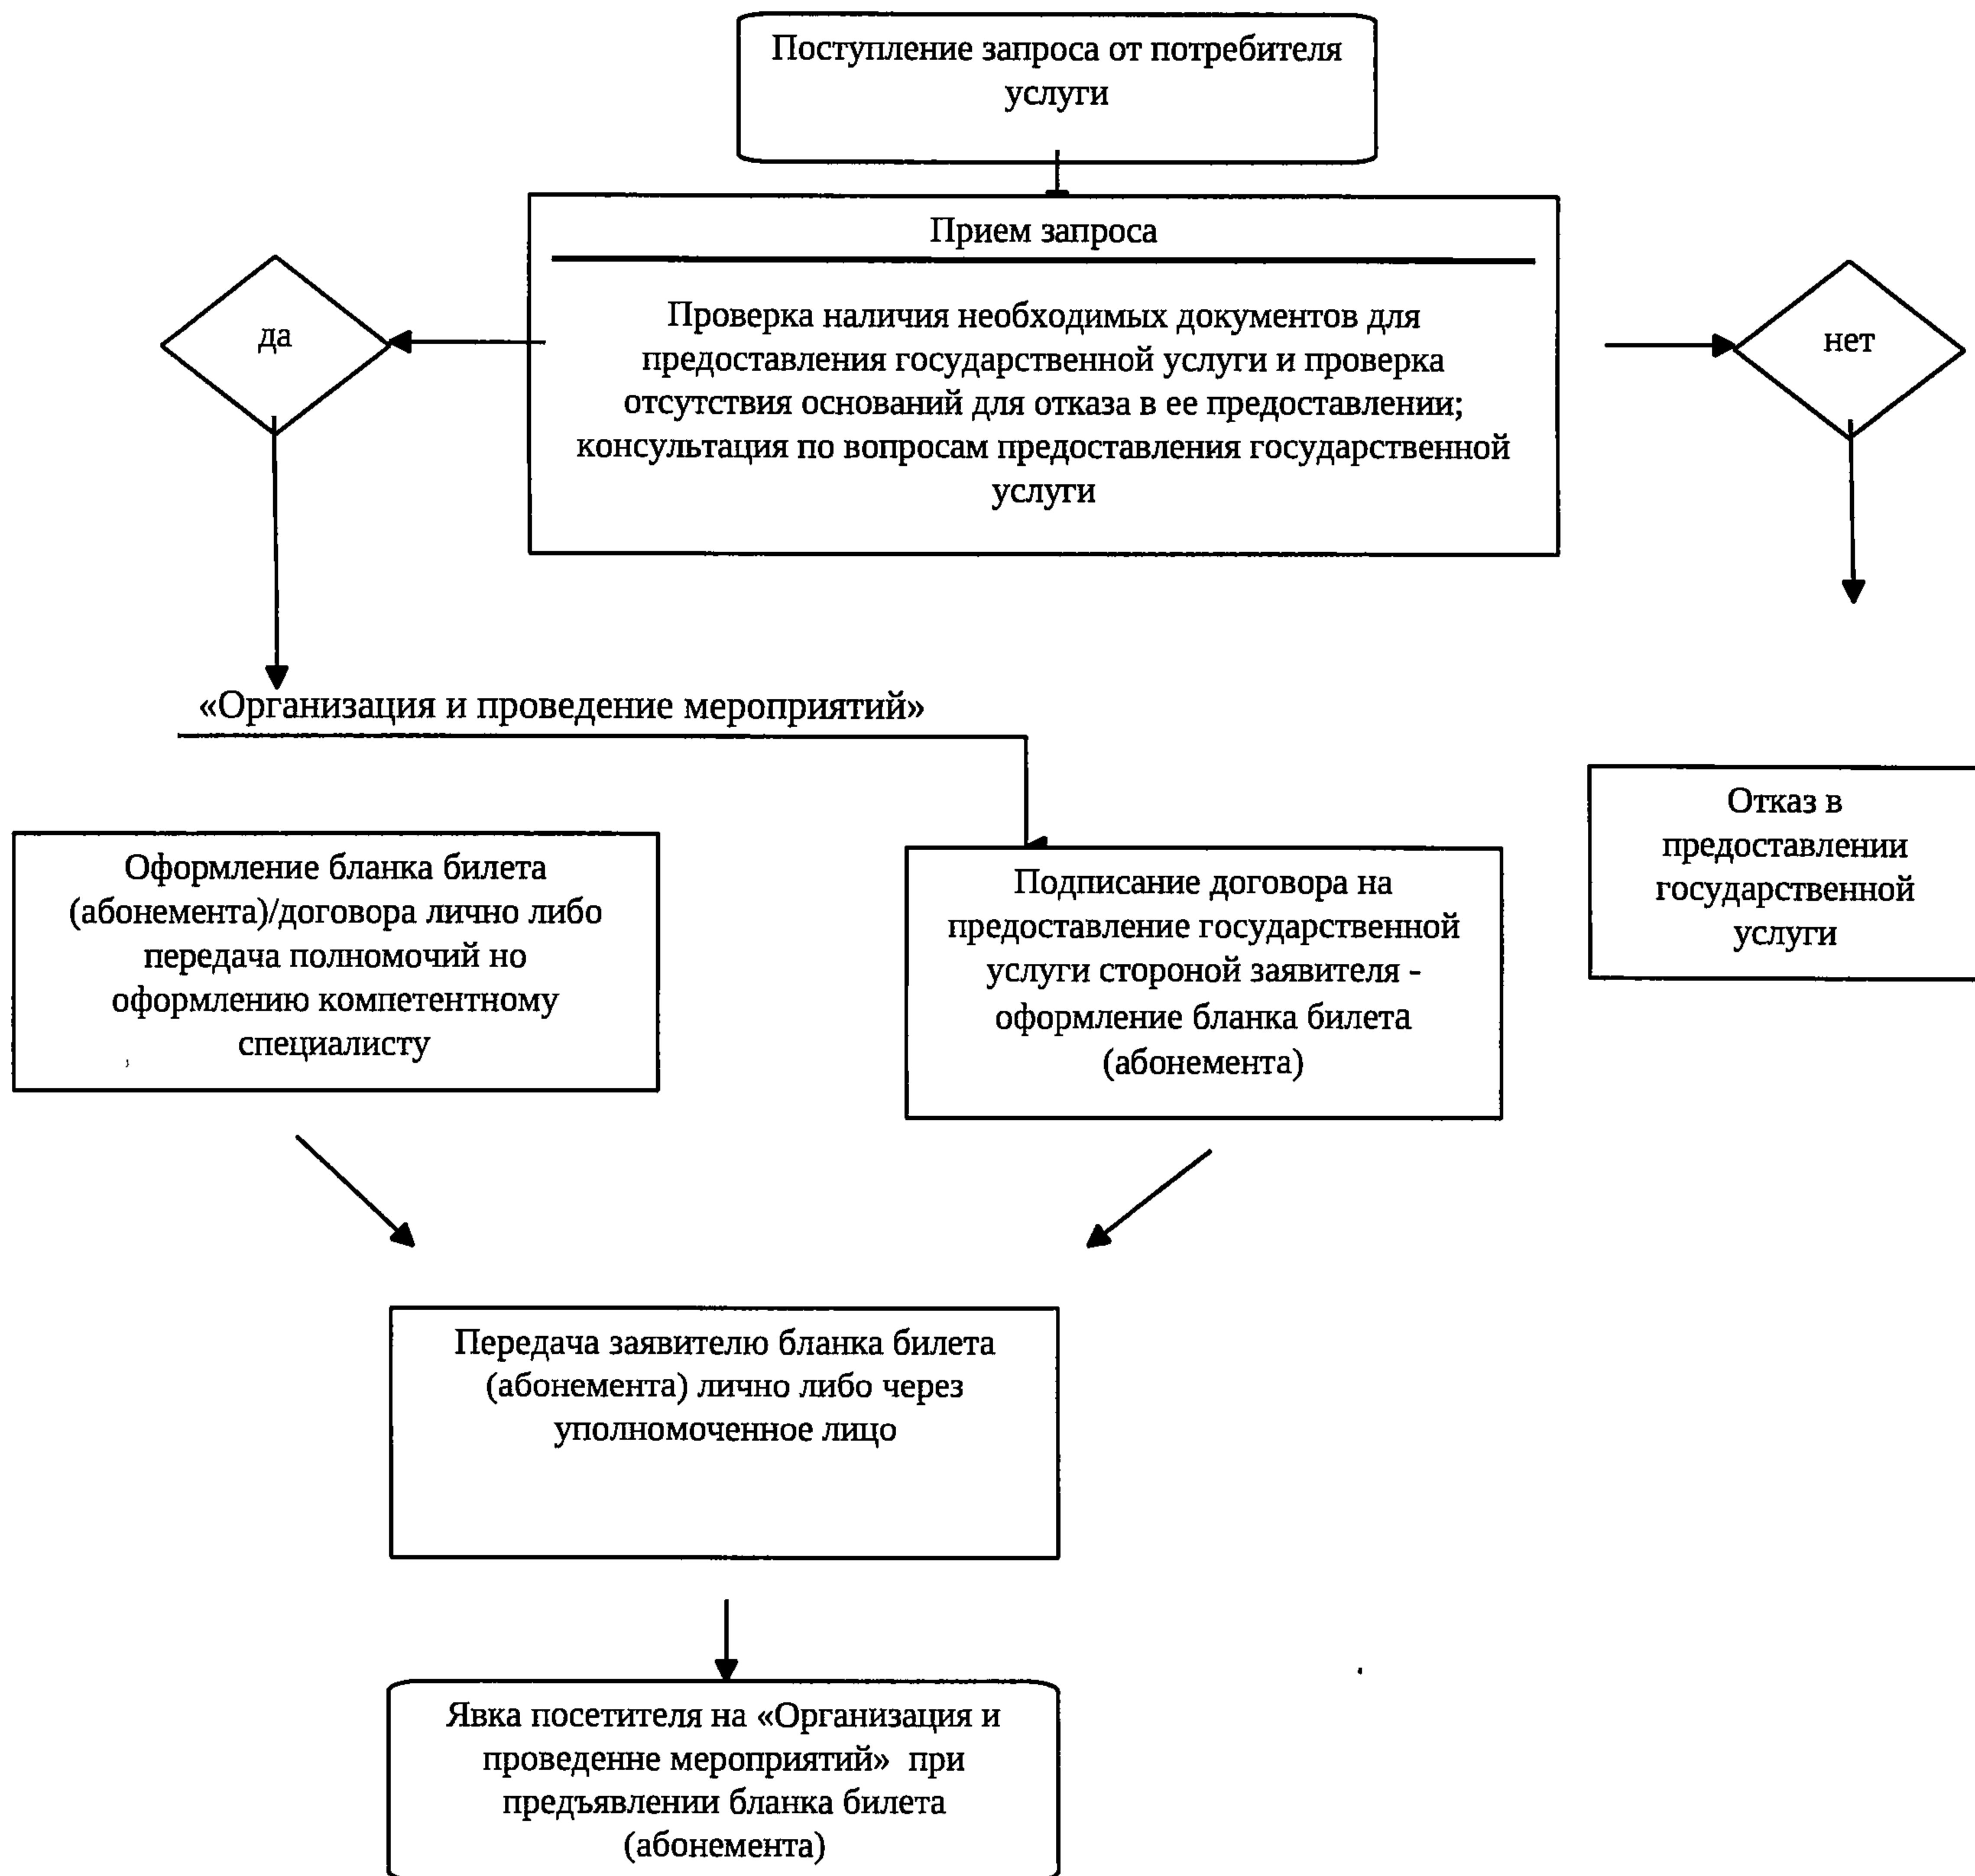 Поступление запроса от потребителя
услуги
Прием запроса
да
Проверка наличия необходимых документов для
предоставления государственной услуги и проверка
отсутствия оснований для отказа в ее предоставлении;
консультация по вопросам предоставления государственной
услуги
нет
«Организация и проведение мероприятий»
Оформление бланка билета
(абонемента)/договора лично либо
передача полномочий но
оформлению компетентному
специалисту
Подписание договора на
предоставление государственной
услуги стороной заявителя -
оформление бланка билета
(абонемента)
Отказ в
предоставлении
государственной
услуги
Передача заявителю бланка билета
(абонемента) лично либо через
уполномоченное лицо
Явка посетителя на «Организация и
проведенне мероприятий» при
предъявлении бланка билета
(абонемента)